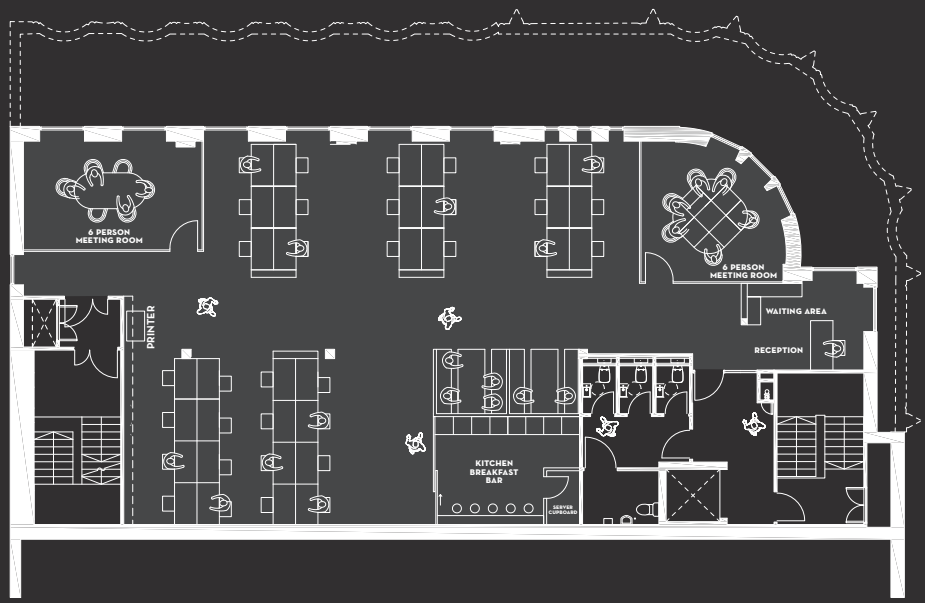 6 PERSON
MEETING ROOM
6 PERSON
MEETING ROOM
WAITING AREA
PRINTER
RECEPTION
KITCHEN
BREAKFAST
BAR
SERVER
CUPBOARD